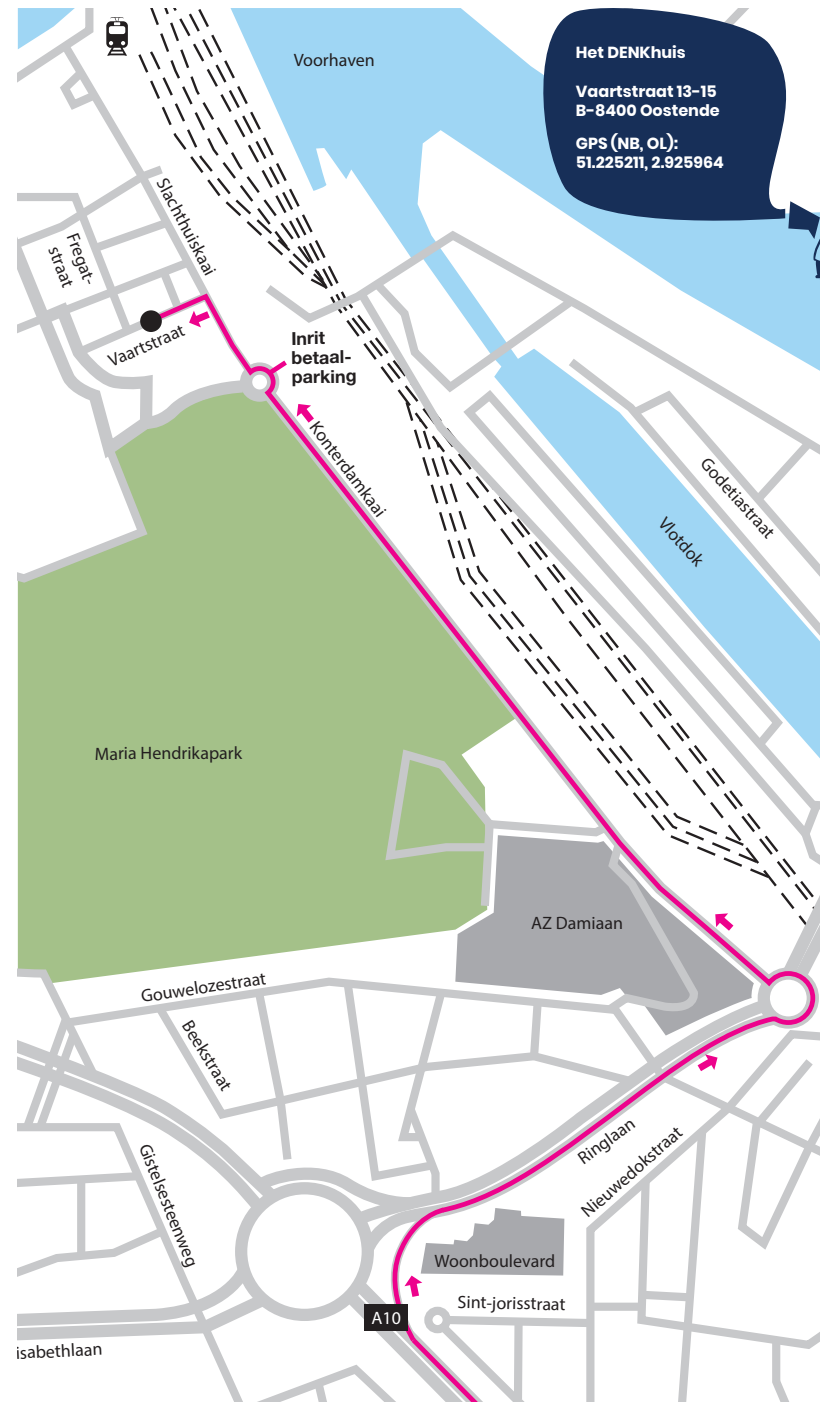 Voorhaven
Het DENKhuis
Vaartstraat 13-15
B-8400 Oostende
GPS (NB, OL):
51.225211, 2.925964
Slachthuiskaai
Fregat-
straat
Vaartstraat
Inrit
betaal-
parking
Konterdamkaai
Godetiastraat
Vlotdok
Maria Hendrikapark
AZ Damiaan
Gouwelozestraat
Beekstraat
Ringlaan
Nieuwedokstraat
Gistelsesteenweg
Woonboulevard
Sint-jorisstraat
A10
isabethlaan